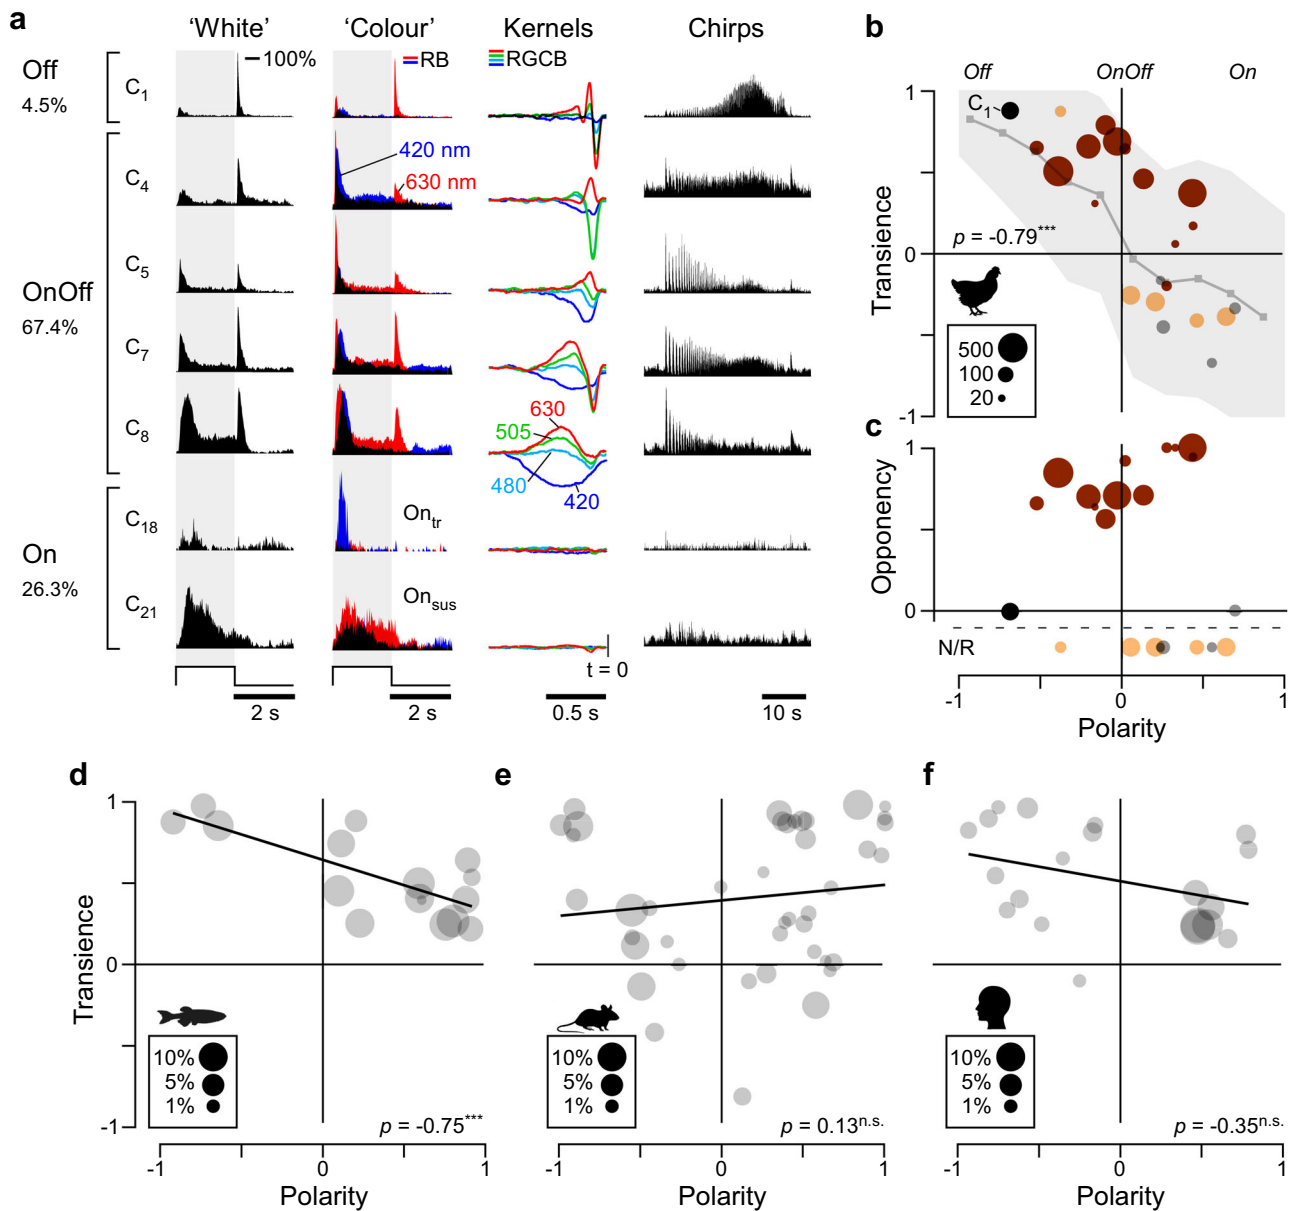 a
‘White’
‘Colour’
Kernels
Chirps
100%
RB
RGCB
Off
4.5%
C1
C4
420 nm
630 nm
OnOff
67.4%
C5
C7
C8
630
505
480
420
On
26.3%
C18
Ontr
C21
Onsus
t = 0
2 s
2 s
0.5 s
10 s
b
Off
OnOff
On
1
C1
Transience
0
p = -0.79***
500
100
20
-1
c
1
Opponency
0
N/R
-1
0
1
Polarity
d
1
Transience
0
10%
5%
1%
-1
p = -0.75***
-1
0
1
Polarity
e
10%
5%
1%
p = 0.13n.s.
-1
0
1
Polarity
f
10%
5%
1%
p = -0.35n.s.
-1
0
1
Polarity